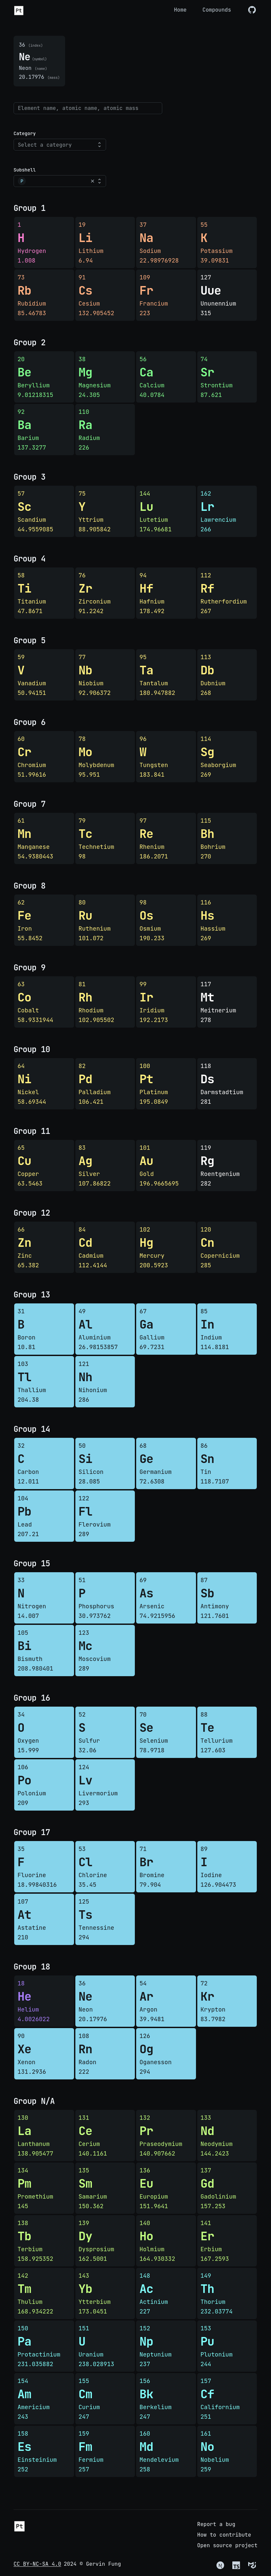 Pt
Home
Compounds
36 (index)
Ne (symbol)
Neon (name)
20.17976 (mass)
Element name, atomic name, atomic mass
Category
Select a category
Subshell
P
Group 1
1
H
Hydrogen
1.008
19
Li
Lithium
6.94
37
Na
Sodium
22.98976928
55
K
Potassium
39.09831
73
Rb
Rubidium
85.46783
91
Cs
Cesium
132.905452
109
Fr
Francium
223
127
Uue
Ununennium
315
Group 2
20
Be
Beryllium
9.01218315
38
Mg
Magnesium
24.305
56
Ca
Calcium
40.0784
74
Sr
Strontium
87.621
92
Ba
Barium
137.3277
110
Ra
Radium
226
Group 3
57
Sc
Scandium
44.9559085
75
Y
Yttrium
88.905842
144
Lu
Lutetium
174.96681
162
Lr
Lawrencium
266
Group 4
58
Ti
Titanium
47.8671
76
Zr
Zirconium
91.2242
94
Hf
Hafnium
178.492
112
Rf
Rutherfordium
267
Group 5
59
V
Vanadium
50.94151
77
Nb
Niobium
92.906372
95
Ta
Tantalum
180.947882
113
Db
Dubnium
268
Group 6
60
Cr
Chromium
51.99616
78
Mo
Molybdenum
95.951
96
W
Tungsten
183.841
114
Sg
Seaborgium
269
Group 7
61
Mn
Manganese
54.9380443
79
Tc
Technetium
98
97
Re
Rhenium
186.2071
115
Bh
Bohrium
270
Group 8
62
Fe
Iron
55.8452
80
Ru
Ruthenium
101.072
98
Os
Osmium
190.233
116
Hs
Hassium
269
Group 9
63
Co
Cobalt
58.9331944
81
Rh
Rhodium
102.905502
99
Ir
Iridium
192.2173
117
Mt
Meitnerium
278
Group 10
64
Ni
Nickel
58.69344
82
Pd
Palladium
106.421
100
Pt
Platinum
195.0849
118
Ds
Darmstadtium
281
Group 11
65
Cu
Copper
63.5463
83
Ag
Silver
107.86822
101
Au
Gold
196.9665695
119
Rg
Roentgenium
282
Group 12
66
Zn
Zinc
65.382
84
Cd
Cadmium
112.4144
102
Hg
Mercury
200.5923
120
Cn
Copernicium
285
Group 13
31
B
Boron
10.81
49
Al
Aluminium
26.98153857
67
Ga
Gallium
69.7231
85
In
Indium
114.8181
103
Tl
Thallium
204.38
121
Nh
Nihonium
286
Group 14
32
C
Carbon
12.011
50
Si
Silicon
28.085
68
Ge
Germanium
72.6308
86
Sn
Tin
118.7107
104
Pb
Lead
207.21
122
Fl
Flerovium
289
Group 15
33
N
Nitrogen
14.007
51
P
Phosphorus
30.973762
69
As
Arsenic
74.9215956
87
Sb
Antimony
121.7601
105
Bi
Bismuth
208.980401
123
Mc
Moscovium
289
Group 16
34
O
Oxygen
15.999
52
S
Sulfur
32.06
70
Se
Selenium
78.9718
88
Te
Tellurium
127.603
106
Po
Polonium
209
124
Lv
Livermorium
293
Group 17
35
F
Fluorine
18.99840316
53
Cl
Chlorine
35.45
71
Br
Bromine
79.904
89
I
Iodine
126.904473
107
At
Astatine
210
125
Ts
Tennessine
294
Group 18
18
He
Helium
4.0026022
36
Ne
Neon
20.17976
54
Ar
Argon
39.9481
72
Kr
Krypton
83.7982
90
Xe
Xenon
131.2936
108
Rn
Radon
222
126
Og
Oganesson
294
Group N/A
130
La
Lanthanum
138.905477
131
Ce
Cerium
140.1161
132
Pr
Praseodymium
140.907662
133
Nd
Neodymium
144.2423
134
Pm
Promethium
145
135
Sm
Samarium
150.362
136
Eu
Europium
151.9641
137
Gd
Gadolinium
157.253
138
Tb
Terbium
158.925352
139
Dy
Dysprosium
162.5001
140
Ho
Holmium
164.930332
141
Er
Erbium
167.2593
142
Tm
Thulium
168.934222
143
Yb
Ytterbium
173.0451
148
Ac
Actinium
227
149
Th
Thorium
232.03774
150
Pa
Protactinium
231.035882
151
U
Uranium
238.028913
152
Np
Neptunium
237
153
Pu
Plutonium
244
154
Am
Americium
243
155
Cm
Curium
247
156
Bk
Berkelium
247
157
Cf
Californium
251
158
Es
Einsteinium
252
159
Fm
Fermium
257
160
Md
Mendelevium
258
161
No
Nobelium
259
Pt
Report a bug
How to contribute
Open source project
CC BY-NC-SA 4.0 2024 © Gervin Fung